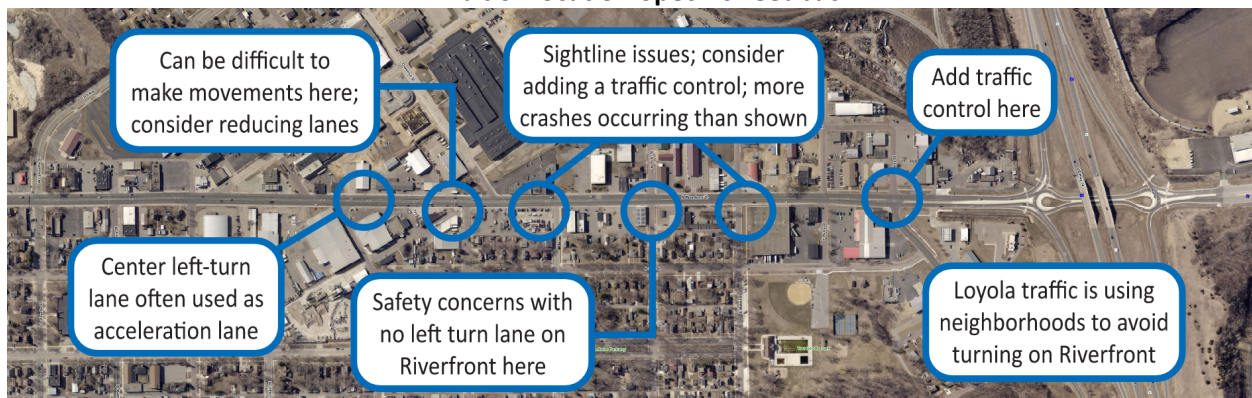 Can be difficult to
make movements here;
consider reducing lanes
Sightline issues; consider
adding a traffic control; more
crashes occurring than shown
Add traffic
control here
Center left-turn
lane often used as
acceleration lane
Safety concerns with
no left turn lane on
Riverfront here
Loyola traffic is using
neighborhoods to avoid
turning on Riverfront